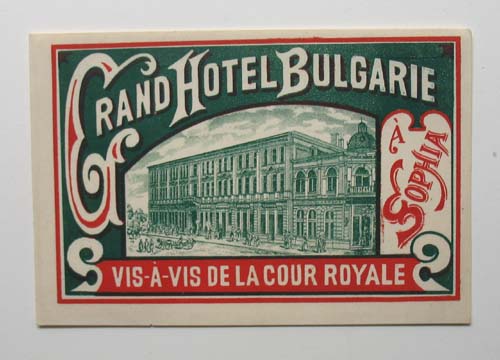 GRAND HOTEL BULGARIE
À SOPHIA
VIS-À-VIS DE LA COUR ROYALE